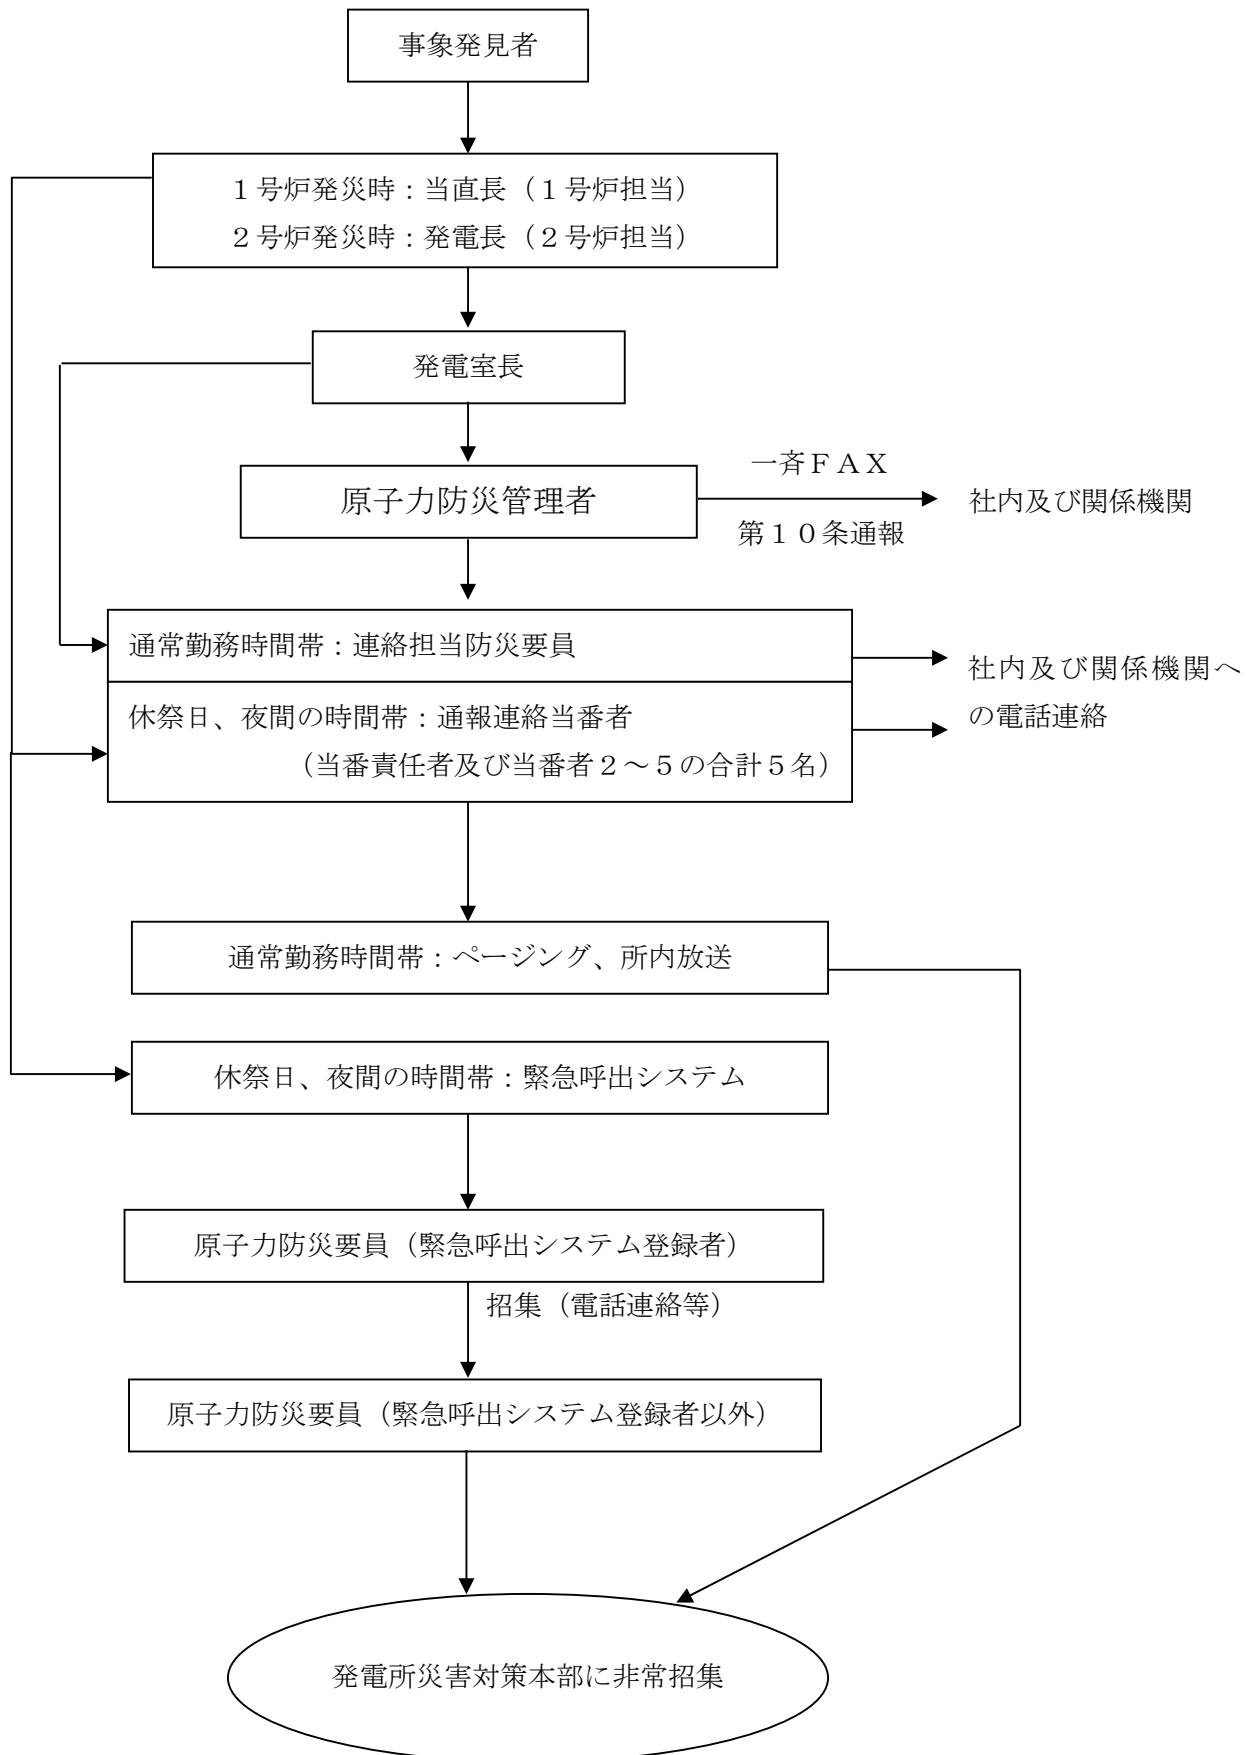 事象発見者
１号炉発災時：当直長（１号炉担当）
２号炉発災時：発電長（２号炉担当）
発電室長
原子力防災管理者
一斉ＦＡＸ
第１０条通報
社内及び関係機関
通常勤務時間帯：連絡担当防災要員
休祭日、夜間の時間帯：通報連絡当番者
（当番責任者及び当番者２～５の合計５名）
社内及び関係機関へ
の電話連絡
通常勤務時間帯：ページング、所内放送
休祭日、夜間の時間帯：緊急呼出システム
原子力防災要員（緊急呼出システム登録者）
招集（電話連絡等）
原子力防災要員（緊急呼出システム登録者以外）
発電所災害対策本部に非常招集